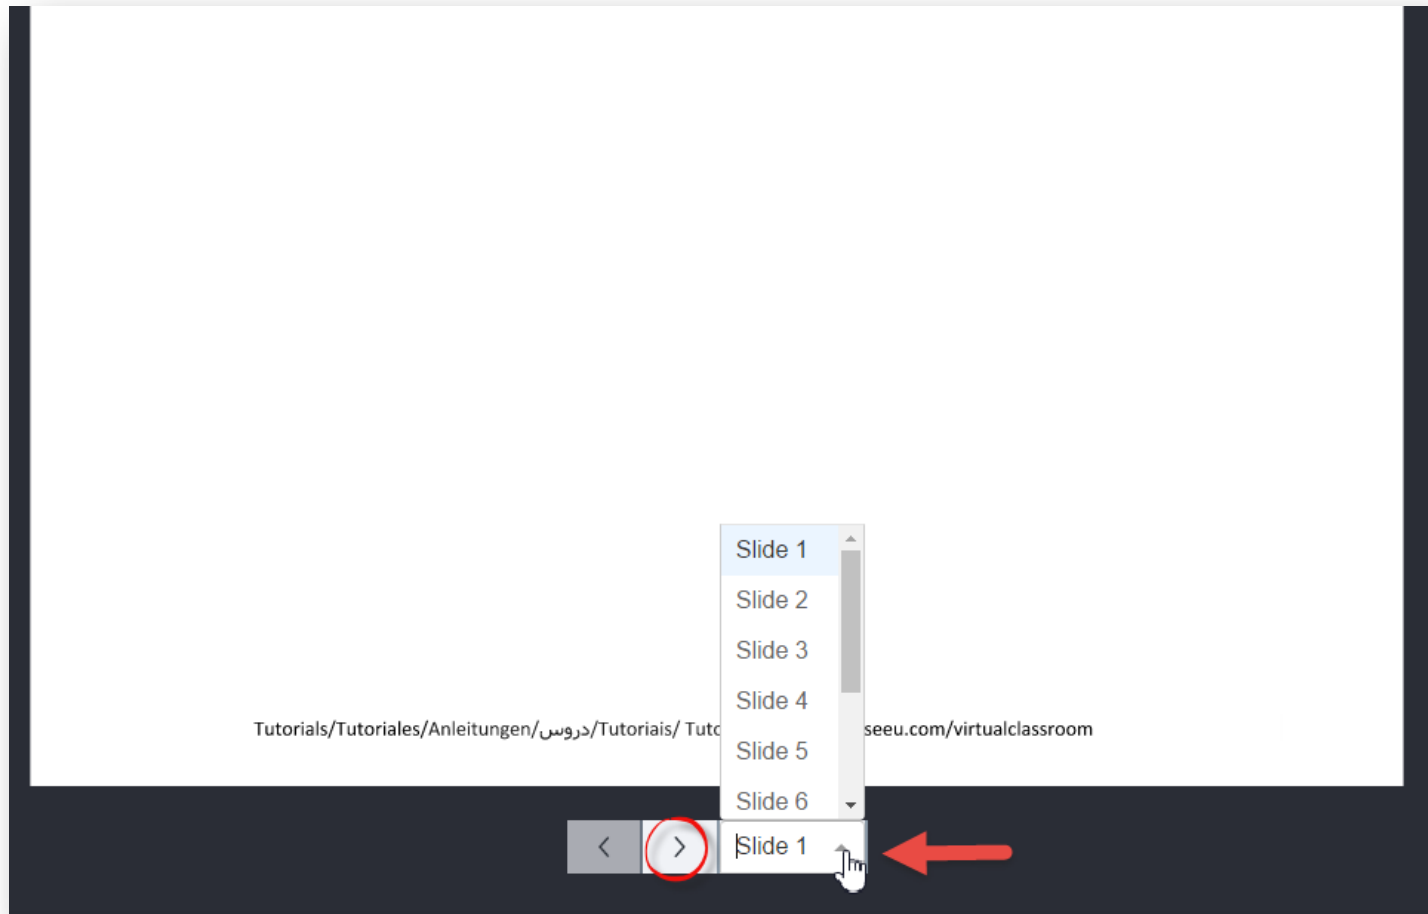 Slide 1
Slide 2
Slide 3
Slide 4
Slide 5
Slide 6
Tutorials/Tutoriales/Anleitungen/دروس/Tutoriais/ seeu.com/virtualclassroom
Slide 1